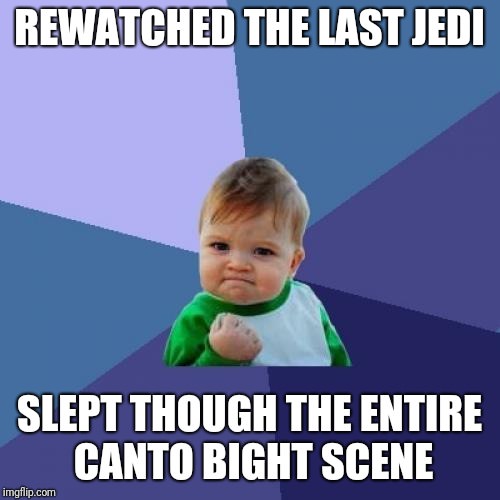 REWATCHED THE LAST JEDI
SLEPT THOUGH THE ENTIRE
CANTO BIGHT SCENE
imgflip.com